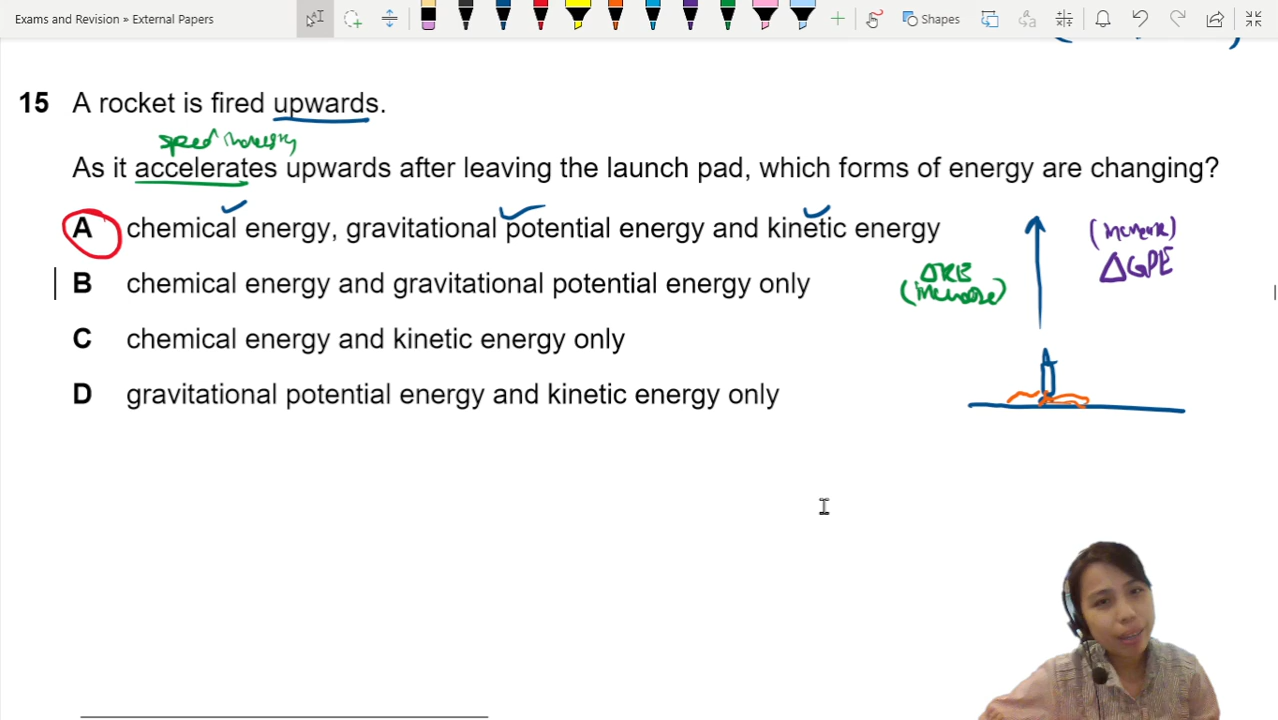 Exams and Revision » External Papers
Shapes
15 A rocket is fired upwards.
speed increasing
As it accelerates upwards after leaving the launch pad, which forms of energy are changing?
A chemical energy, gravitational potential energy and kinetic energy
B chemical energy and gravitational potential energy only
C chemical energy and kinetic energy only
D gravitational potential energy and kinetic energy only
ΔKE
(increase)
(increase)
ΔGPE